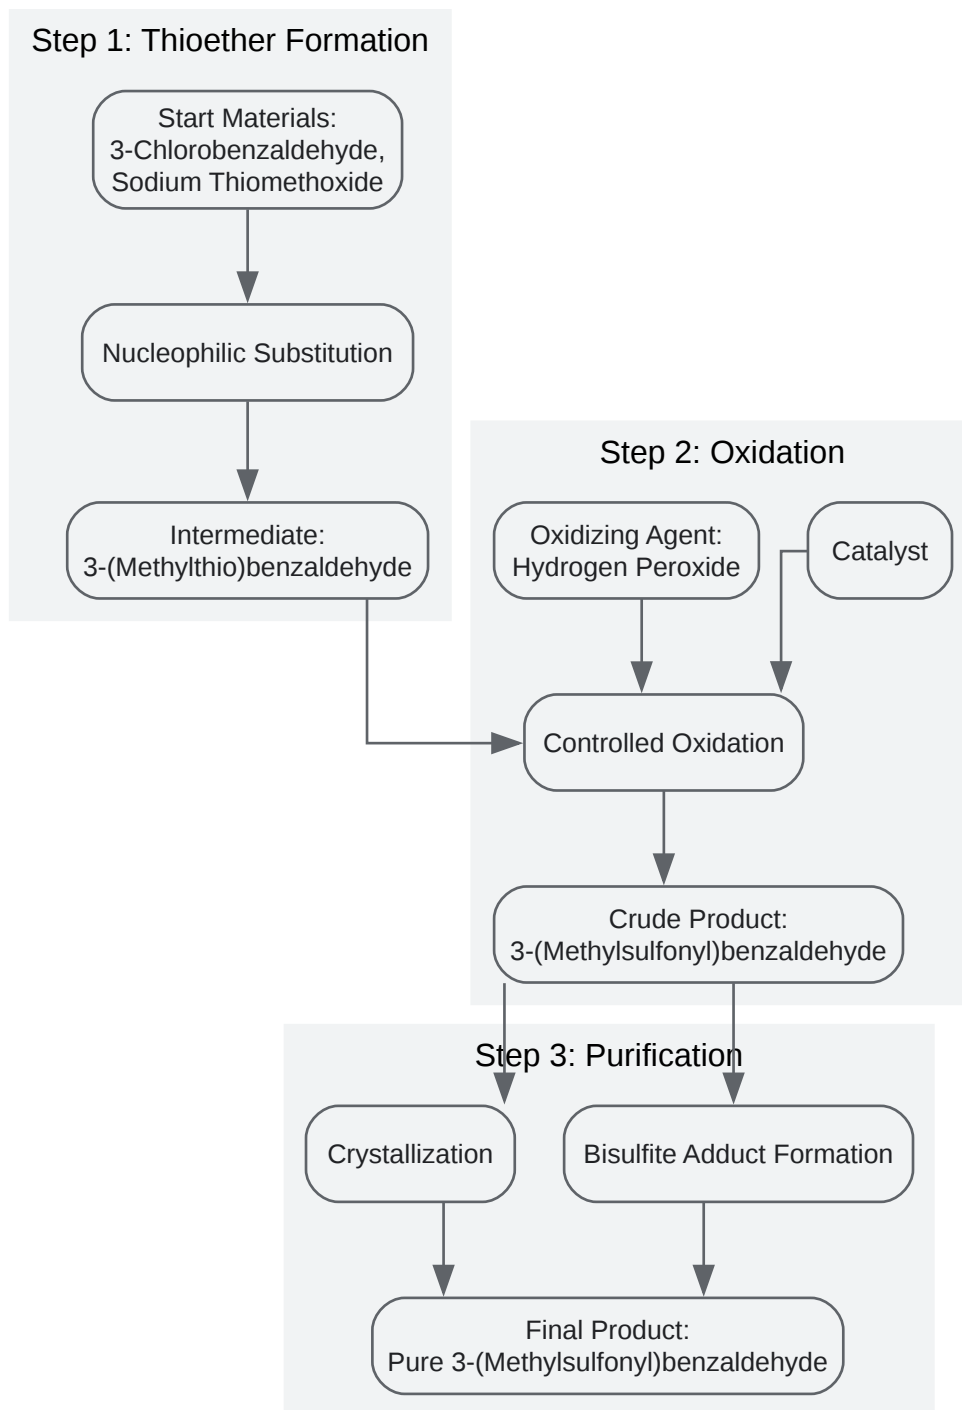 Step 1: Thioether Formation
Start Materials:
3-Chlorobenzaldehyde,
Sodium Thiomethoxide
Nucleophilic Substitution
Intermediate:
3-(Methylthio)benzaldehyde
Step 2: Oxidation
Oxidizing Agent:
Hydrogen Peroxide
Catalyst
Controlled Oxidation
Crude Product:
3-(Methylsulfonyl)benzaldehyde
Step 3: Purification
Crystallization
Bisulfite Adduct Formation
Final Product:
Pure 3-(Methylsulfonyl)benzaldehyde